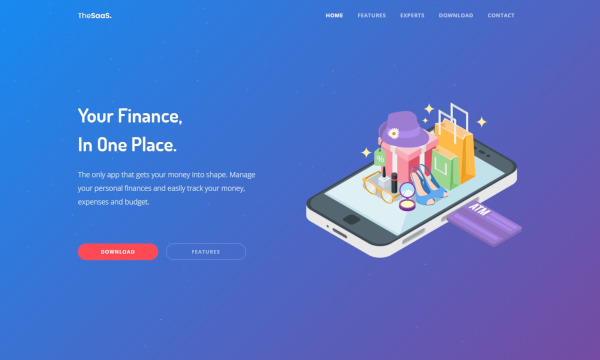 TheSaaS.
HOME FEATURES EXPERTS DOWNLOAD CONTACT
Your Finance,
In One Place.
The only app that gets your money into shape. Manage
your personal finances and easily track your money,
expenses and budget.
DOWNLOAD FEATURES
%
ATM